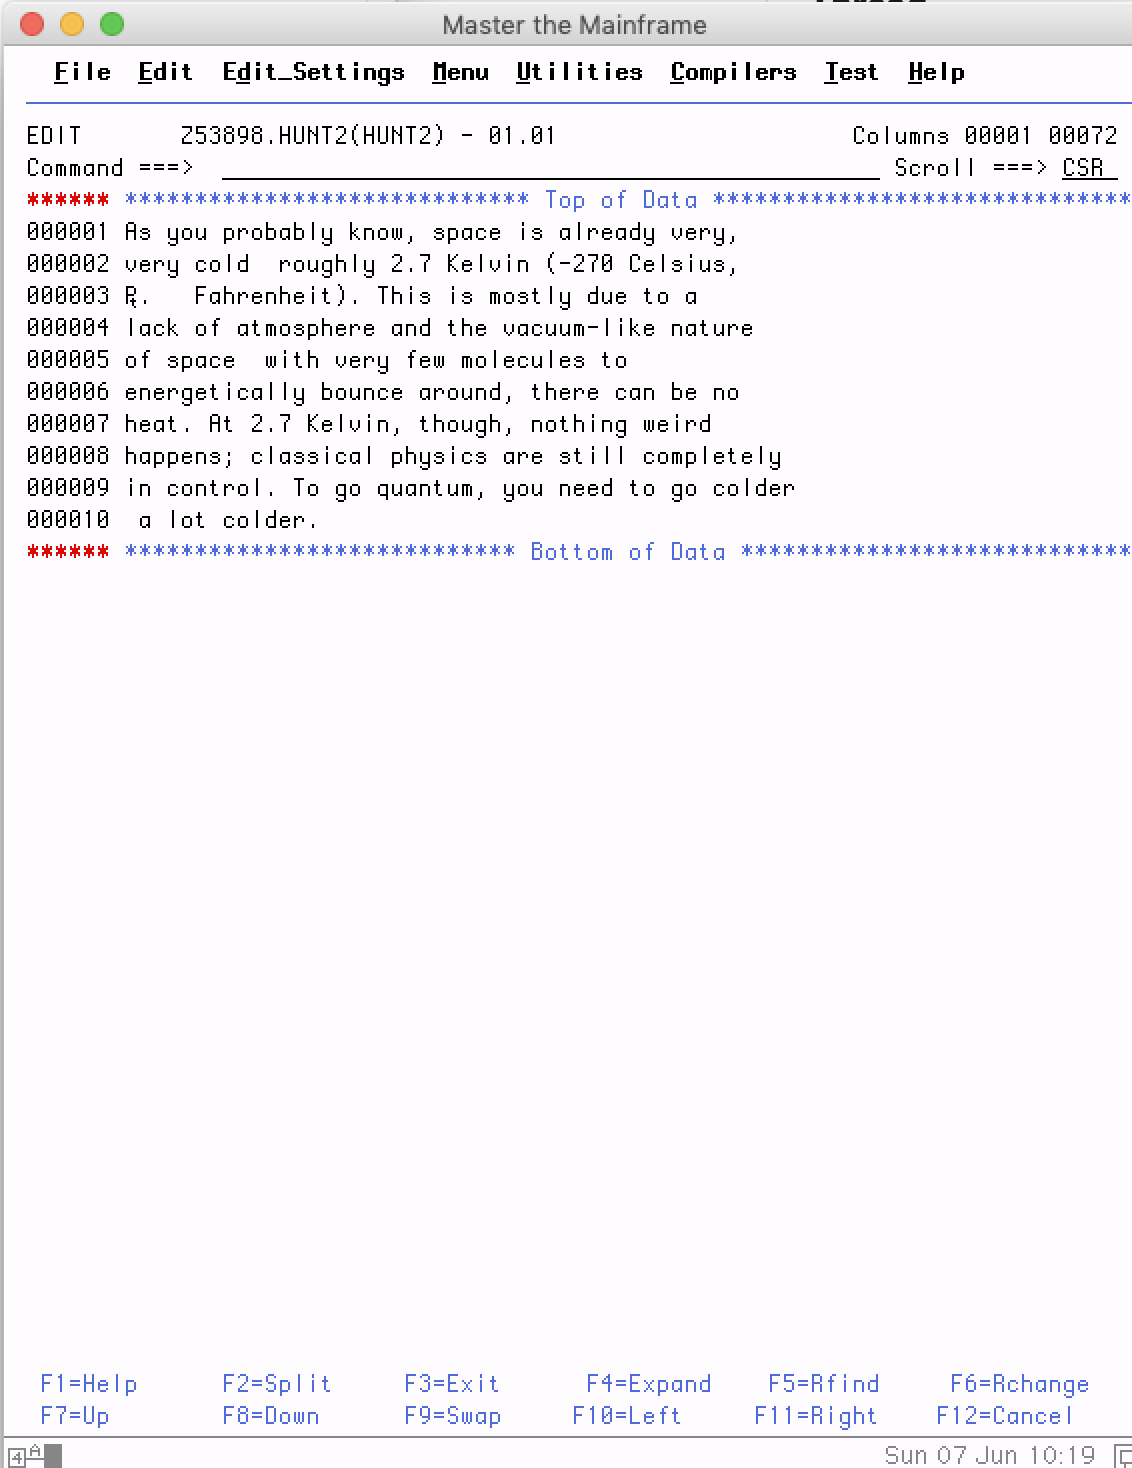 Master the Mainframe
File Edit Edit_Settings Menu Utilities Compilers Test Help
EDIT Z53898.HUNT2(HUNT2) - 01.01 Columns 00001 00072
Command ===> Scroll ===> CSR
****** ***************************** Top of Data ******************************
000001 As you probably know, space is already very,
000002 very cold  roughly 2.7 Kelvin (-270 Celsius,
000003 R.   Fahrenheit). This is mostly due to a
000004 lack of atmosphere and the vacuum-like nature
000005 of space  with very few molecules to
000006 energetically bounce around, there can be no
000007 heat. At 2.7 Kelvin, though, nothing weird
000008 happens; classical physics are still completely
000009 in control. To go quantum, you need to go colder
000010  a lot colder.
****** **************************** Bottom of Data ****************************
F1=Help F2=Split F3=Exit F4=Expand F5=Rfind F6=Rchange
F7=Up F8=Down F9=Swap F10=Left F11=Right F12=Cancel
4 A Sun 07 Jun 10:19